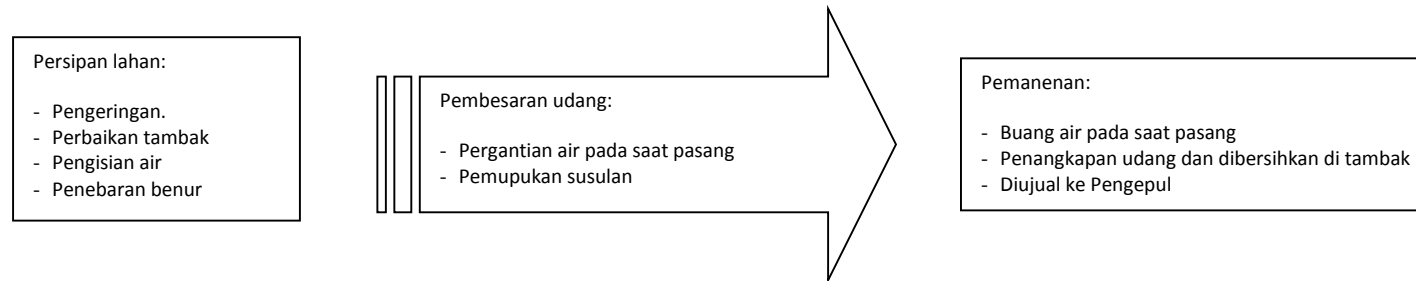 Persipan lahan:
- Pengeringan.
- Perbaikan tambak
- Pengisian air
- Penebaran benur
Pembesaran udang:
- Pergantian air pada saat pasang
- Pemupukan susulan
Pemanenan:
- Buang air pada saat pasang
- Penangkapan udang dan dibersihkan di tambak
- Diujual ke Pengepul